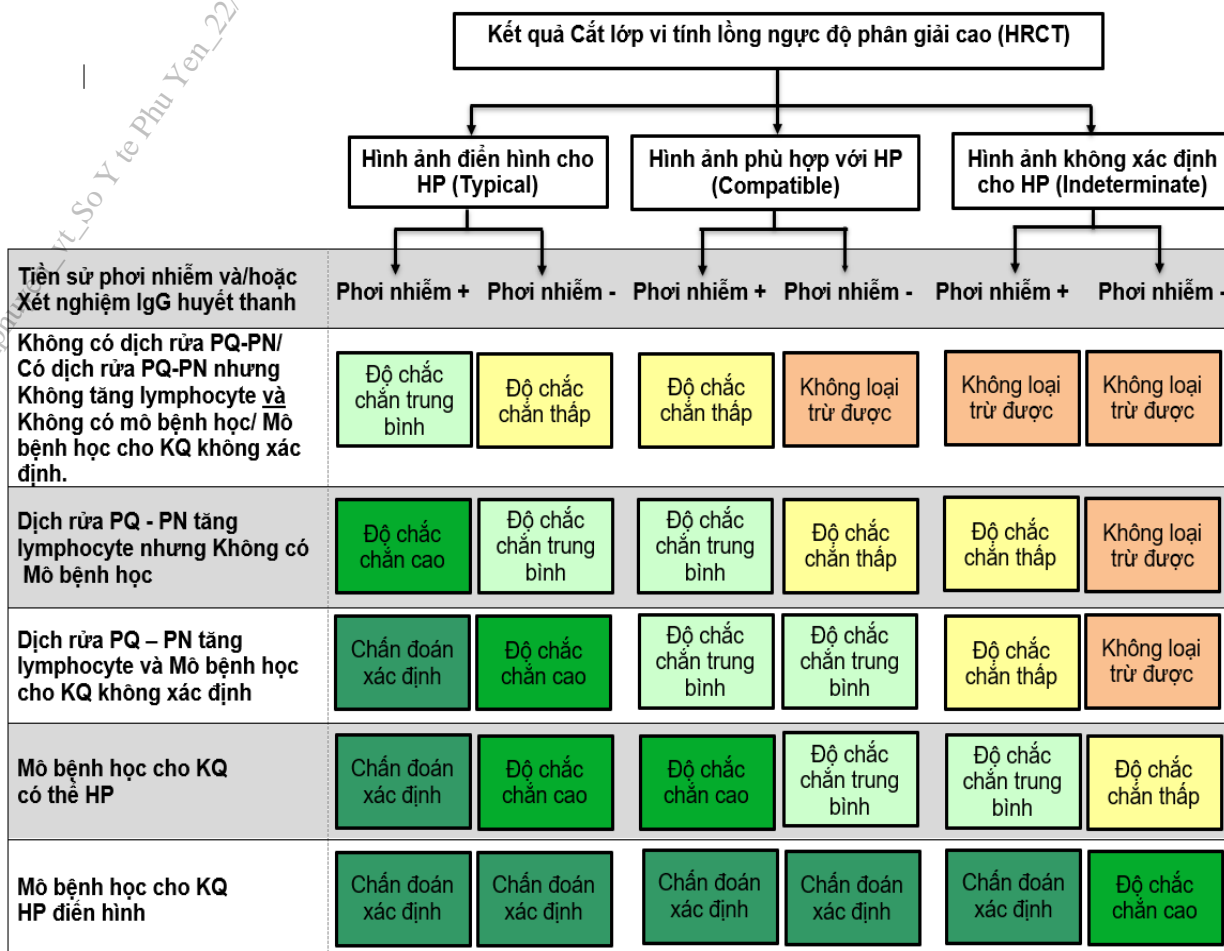 vt_So Y te Phu Yen_22/
Kết quả Cắt lớp vi tính lồng ngực độ phân giải cao (HRCT)
Hình ảnh điển hình cho
HP (Typical)
Hình ảnh phù hợp với HP
(Compatible)
Hình ảnh không xác định
cho HP (Indeterminate)
Tiền sử phơi nhiễm và/hoặc
Xét nghiệm IgG huyết thanh
Phơi nhiễm +
Phơi nhiễm -
Phơi nhiễm +
Phơi nhiễm -
Phơi nhiễm +
Phơi nhiễm -
Không có dịch rửa PQ-PN/
Có dịch rửa PQ-PN nhưng
Không tăng lymphocyte và
Không có mô bệnh học/ Mô
bệnh học cho KQ không xác
định.
Độ chắc
chắn trung
bình
Độ chắc
chắn thấp
Độ chắc
chắn thấp
Không loại
trừ được
Không loại
trừ được
Không loại
trừ được
Dịch rửa PQ - PN tăng
lymphocyte nhưng Không có
Mô bệnh học
Độ chắc
chắn cao
Độ chắc
chắn trung
bình
Độ chắc
chắn trung
bình
Độ chắc
chắn thấp
Độ chắc
chắn thấp
Không loại
trừ được
Dịch rửa PQ – PN tăng
lymphocyte và Mô bệnh học
cho KQ không xác định
Chẩn đoán
xác định
Độ chắc
chắn cao
Độ chắc
chắn trung
bình
Độ chắc
chắn trung
bình
Độ chắc
chắn thấp
Không loại
trừ được
Mô bệnh học cho KQ
có thể HP
Chẩn đoán
xác định
Độ chắc
chắn cao
Độ chắc
chắn cao
Độ chắc
chắn trung
bình
Độ chắc
chắn trung
bình
Độ chắc
chắn thấp
Mô bệnh học cho KQ
HP điển hình
Chẩn đoán
xác định
Chẩn đoán
xác định
Chẩn đoán
xác định
Chẩn đoán
xác định
Chẩn đoán
xác định
Độ chắc
chắn cao